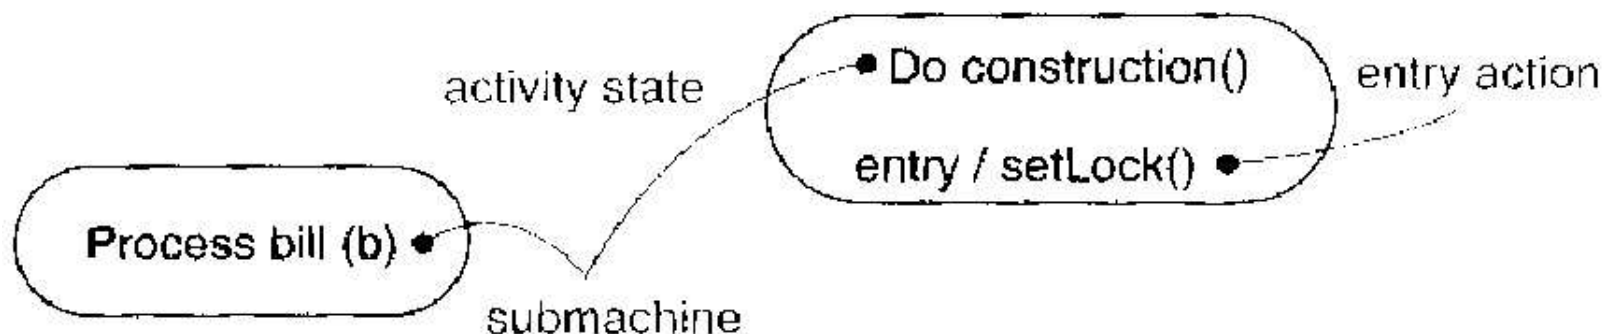 activity state
Do construction()
entry action
entry / setLock()
Process bill (b)
submachine